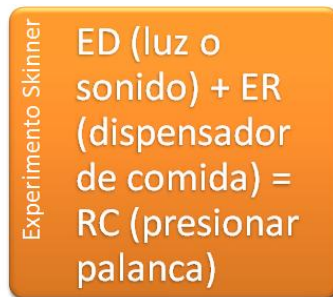 Experimento Skinner
ED (luz o
sonido) + ER
(dispensador
de comida) =
RC (presionar
palanca)